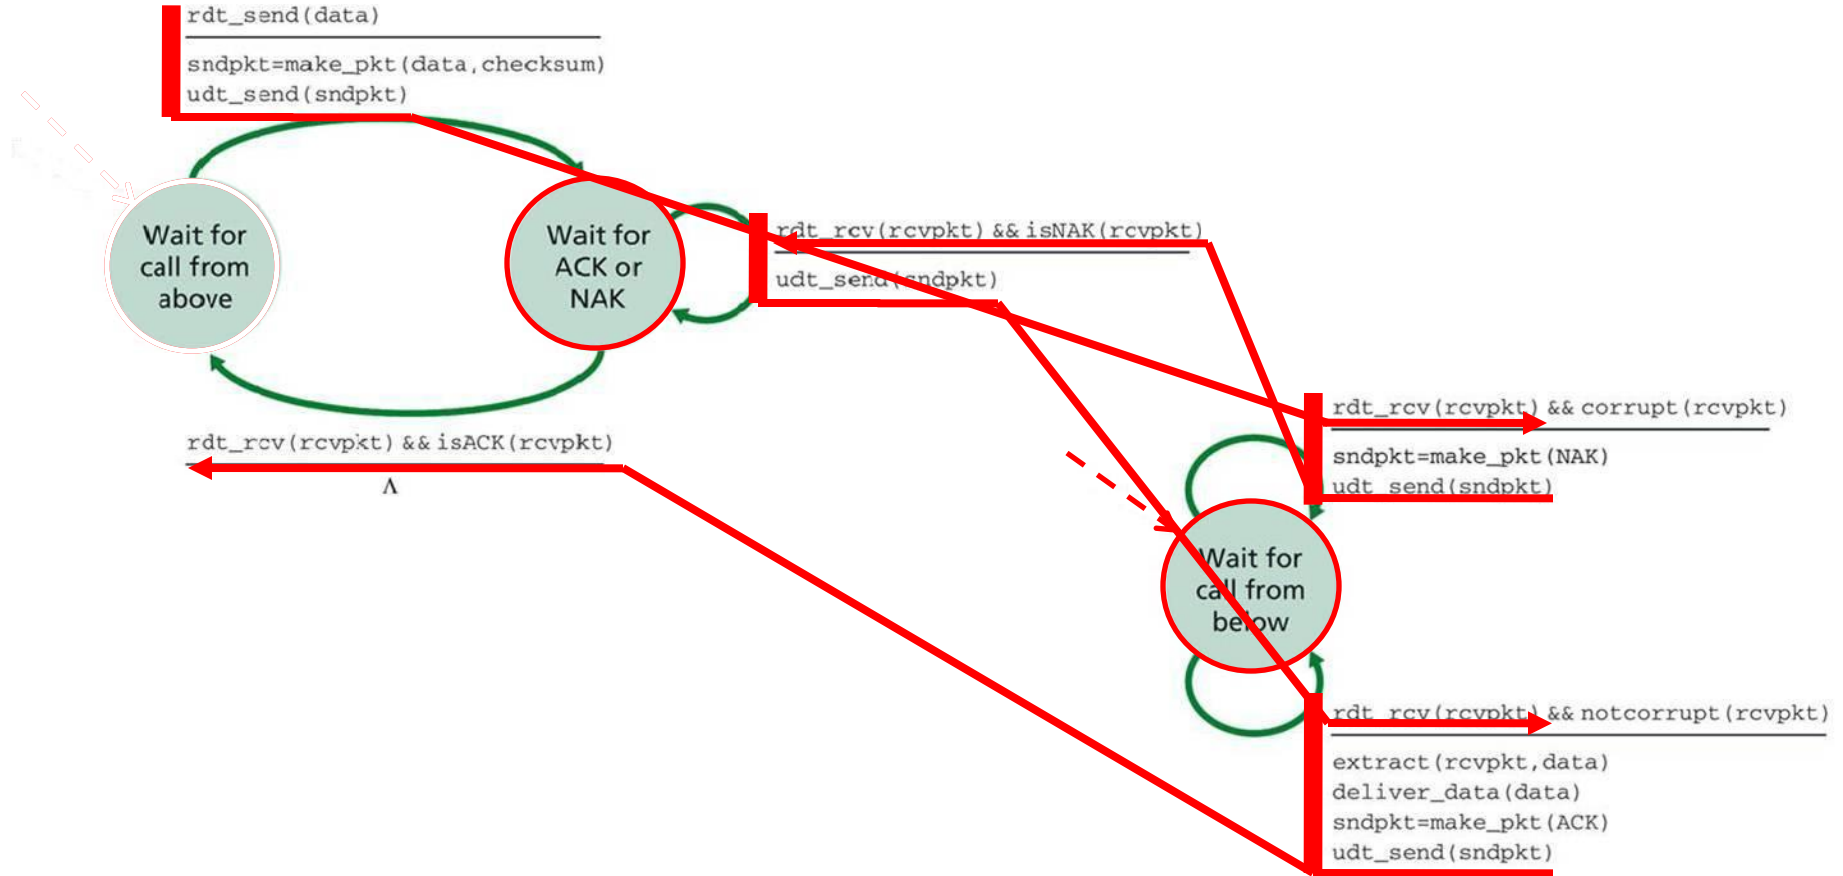 rdt_send(data)
sndpkt=make_pkt(data,checksum)
udt_send(sndpkt)
Wait for
call from
above
Wait for
ACK or
NAK
rdt_rcv(rcvpkt) && isNAK(rcvpkt)
udt_send(sndpkt)
rdt_rcv(rcvpkt) && isACK(rcvpkt)
Λ
rdt_rcv(rcvpkt) && corrupt(rcvpkt)
sndpkt=make_pkt(NAK)
udt_send(sndpkt)
Wait for
call from
below
rdt_rcv(rcvpkt) && notcorrupt(rcvpkt)
extract(rcvpkt,data)
deliver_data(data)
sndpkt=make_pkt(ACK)
udt_send(sndpkt)